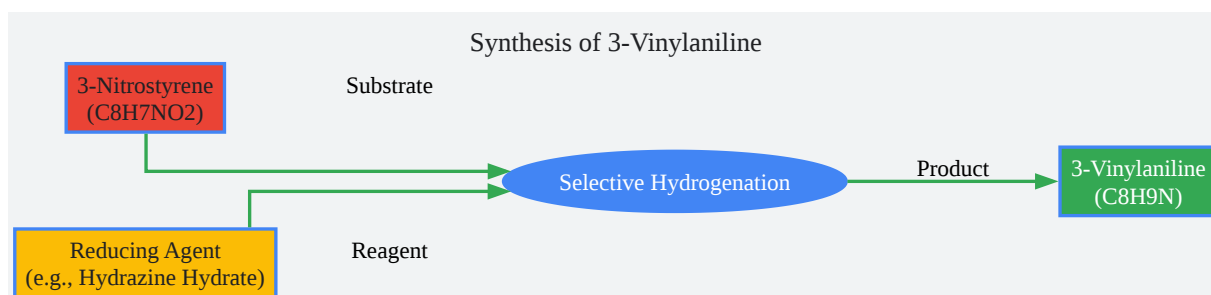 Synthesis of 3-Vinylaniline
3-Nitrostyrene
(C8H7NO2)
Substrate
Selective Hydrogenation
Product
3-Vinylaniline
(C8H9N)
Reducing Agent
(e.g., Hydrazine Hydrate)
Reagent